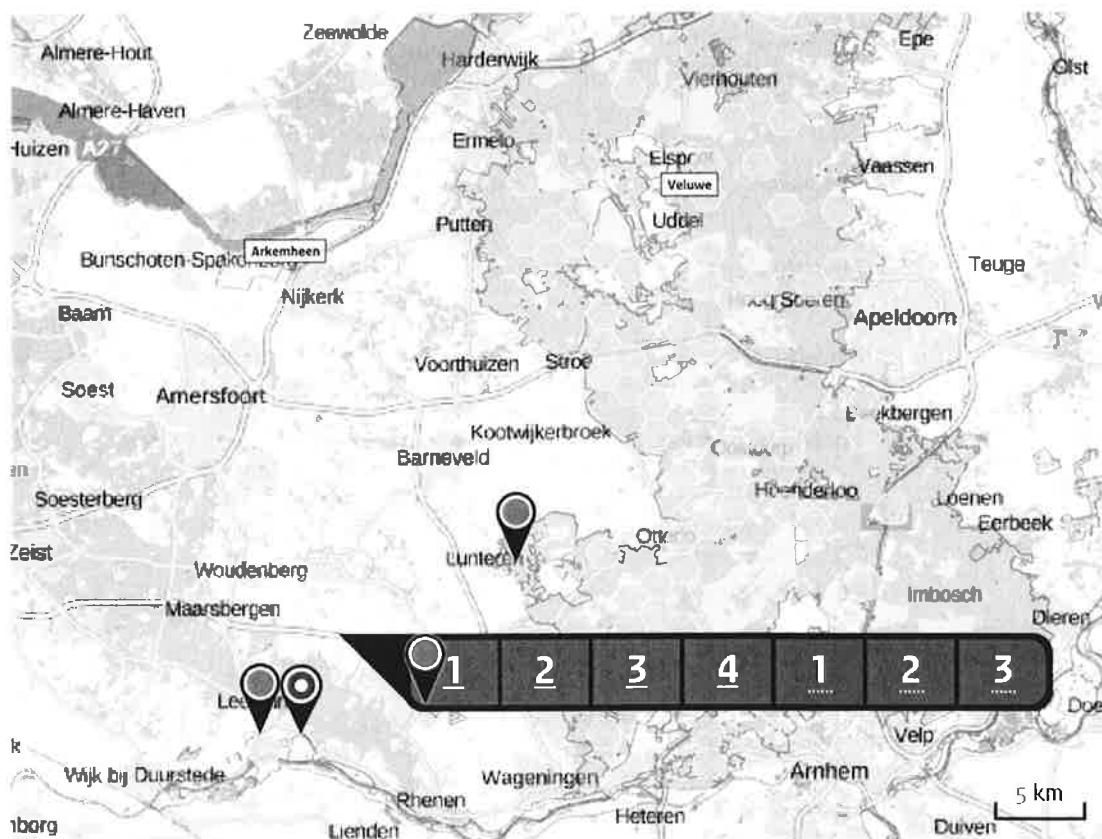 Zeewolde
Almere-Hout
Harderwijk
Epe
Olst
Vierhouten
Almere-Haven
Huizen
A27
Ermelo
Vaassen
Veluwe
Putten
Uddel
Arkemheen
Teuge
Nijkerk
Baarn
Apeldoorn
Voorthuizen
Stroe
Soest
Amersfoort
Kootwijkerbroek
Barneveld
Hoenderloo
Soesterberg
Loenen
Eerbeek
Zeist
Lunteren
Woudenberg
Imbosch
Maarsbergen
Dieren
1 2 3 4 1 2 3
Velp
Wijk bij Duurstede
Wageningen
Arnhem
5 km
Rhenen
Heteren
Lienden
Duiven